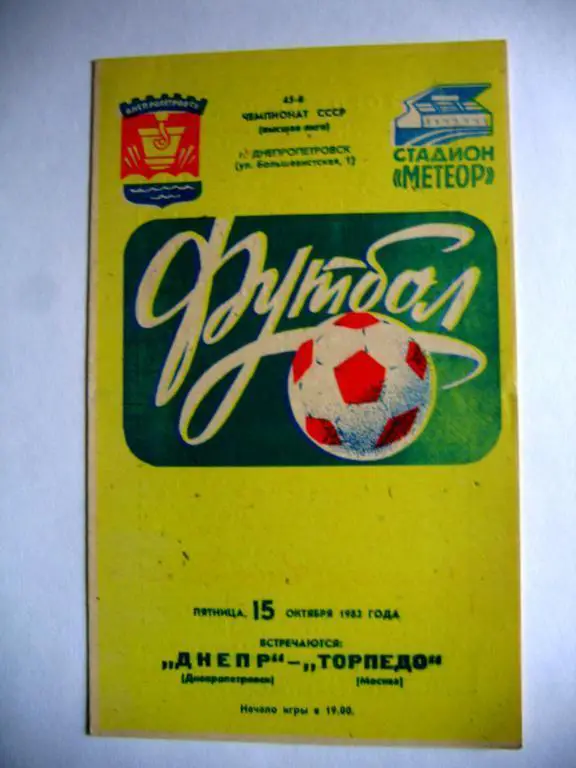 ДНЕПРОПЕТРОВСК
45-й
ЧЕМПИОНАТ СССР
(высшая лига)
г. ДНЕПРОПЕТРОВСК
(ул. Большевистская, 1)
СТАДИОН
«МЕТЕОР»
Футбол
ПЯТНИЦА, 15 ОКТЯБРЯ 1982 ГОДА
ВСТРЕЧАЮТСЯ:
„ДНЕПР“ – „ТОРПЕДО“
(Днепропетровск) (Москва)
Начало игры в 19.00.